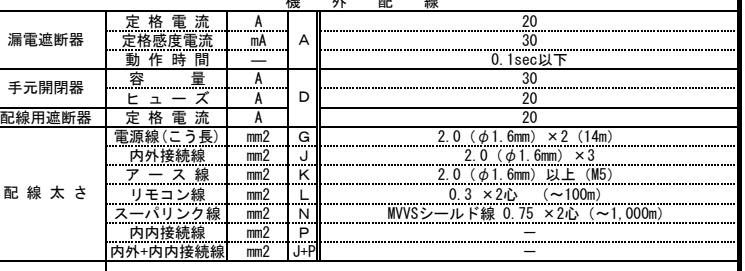 機 外 配 線
漏電遮断器 定格電流 A A 20
定格感度電流 mA 30
動作時間 — 0.1sec以下
手元開閉器 容量 A D 30
ヒューズ A 20
配線用遮断器 定格電流 A 20
配線太さ 電源線(こう長) mm2 G 2.0 (φ1.6mm) ×2 (14m)
内外接続線 mm2 J 2.0 (φ1.6mm) ×3
アース線 mm2 K 2.0 (φ1.6mm) 以上 (M5)
リモコン線 mm2 L 0.3 ×2心 (～100m)
スーパリンク線 mm2 N MVVSシールド線 0.75 ×2心 (～1,000m)
内内接続線 mm2 P —
内外+内内接続線 mm2 J+P —